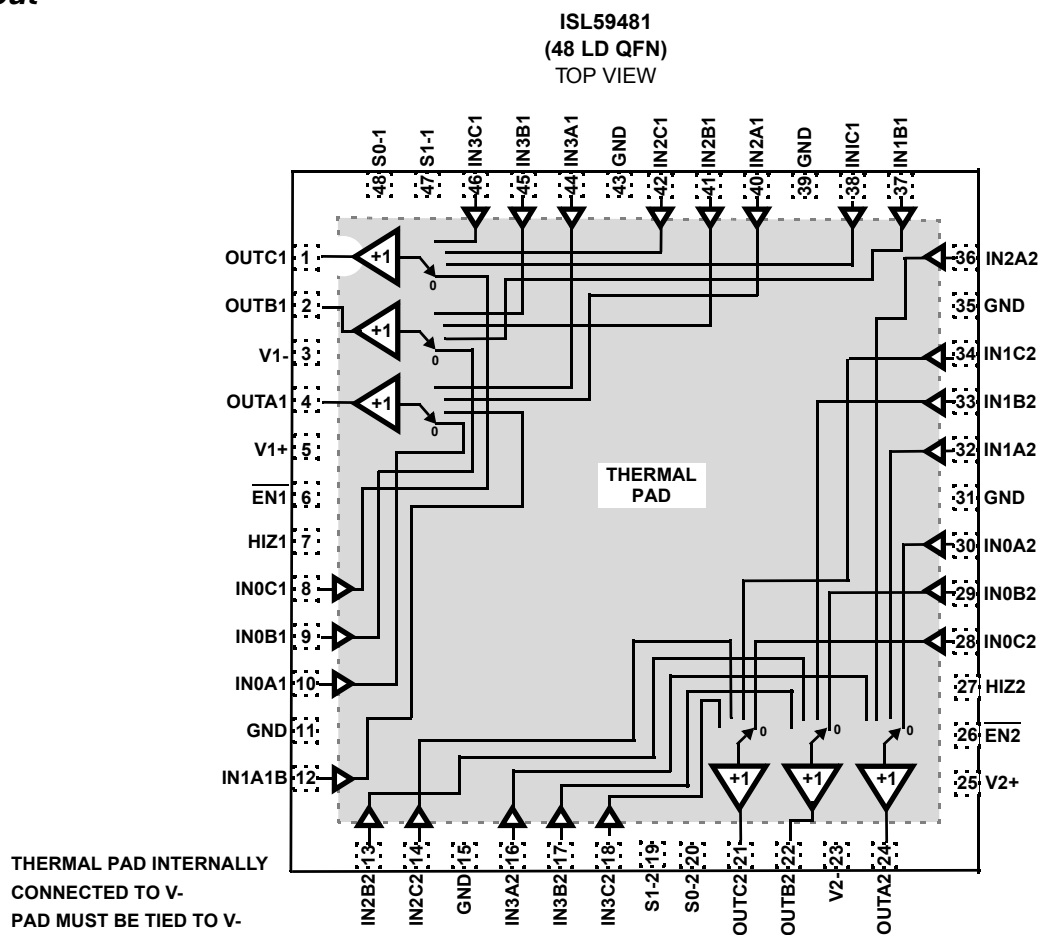 ISL59481
(48 LD QFN)
TOP VIEW
48 S0-1
47 S1-1
46 IN3C1
45 IN3B1
44 IN3A1
43 GND
42 IN2C1
41 IN2B1
40 IN2A1
39 GND
38 INIC1
37 IN1B1
OUTC1 1
OUTB1 2
V1- 3
OUTA1 4
V1+ 5
EN1 6
HIZ1 7
IN0C1 8
IN0B1 9
IN0A1 10
GND 11
IN1A1B 12
+1
0
+1
0
+1
0
THERMAL
PAD
36 IN2A2
35 GND
34 IN1C2
33 IN1B2
32 IN1A2
31 GND
30 IN0A2
29 IN0B2
28 IN0C2
27 HIZ2
26 EN2
25 V2+
0
0
0
+1
+1
+1
IN2B2 13
IN2C2 14
GND 15
IN3A2 16
IN3B2 17
IN3C2 18
S1-2 19
S0-2 20
OUTC2 21
OUTB2 22
V2- 23
OUTA2 24
THERMAL PAD INTERNALLY
CONNECTED TO V-
PAD MUST BE TIED TO V-